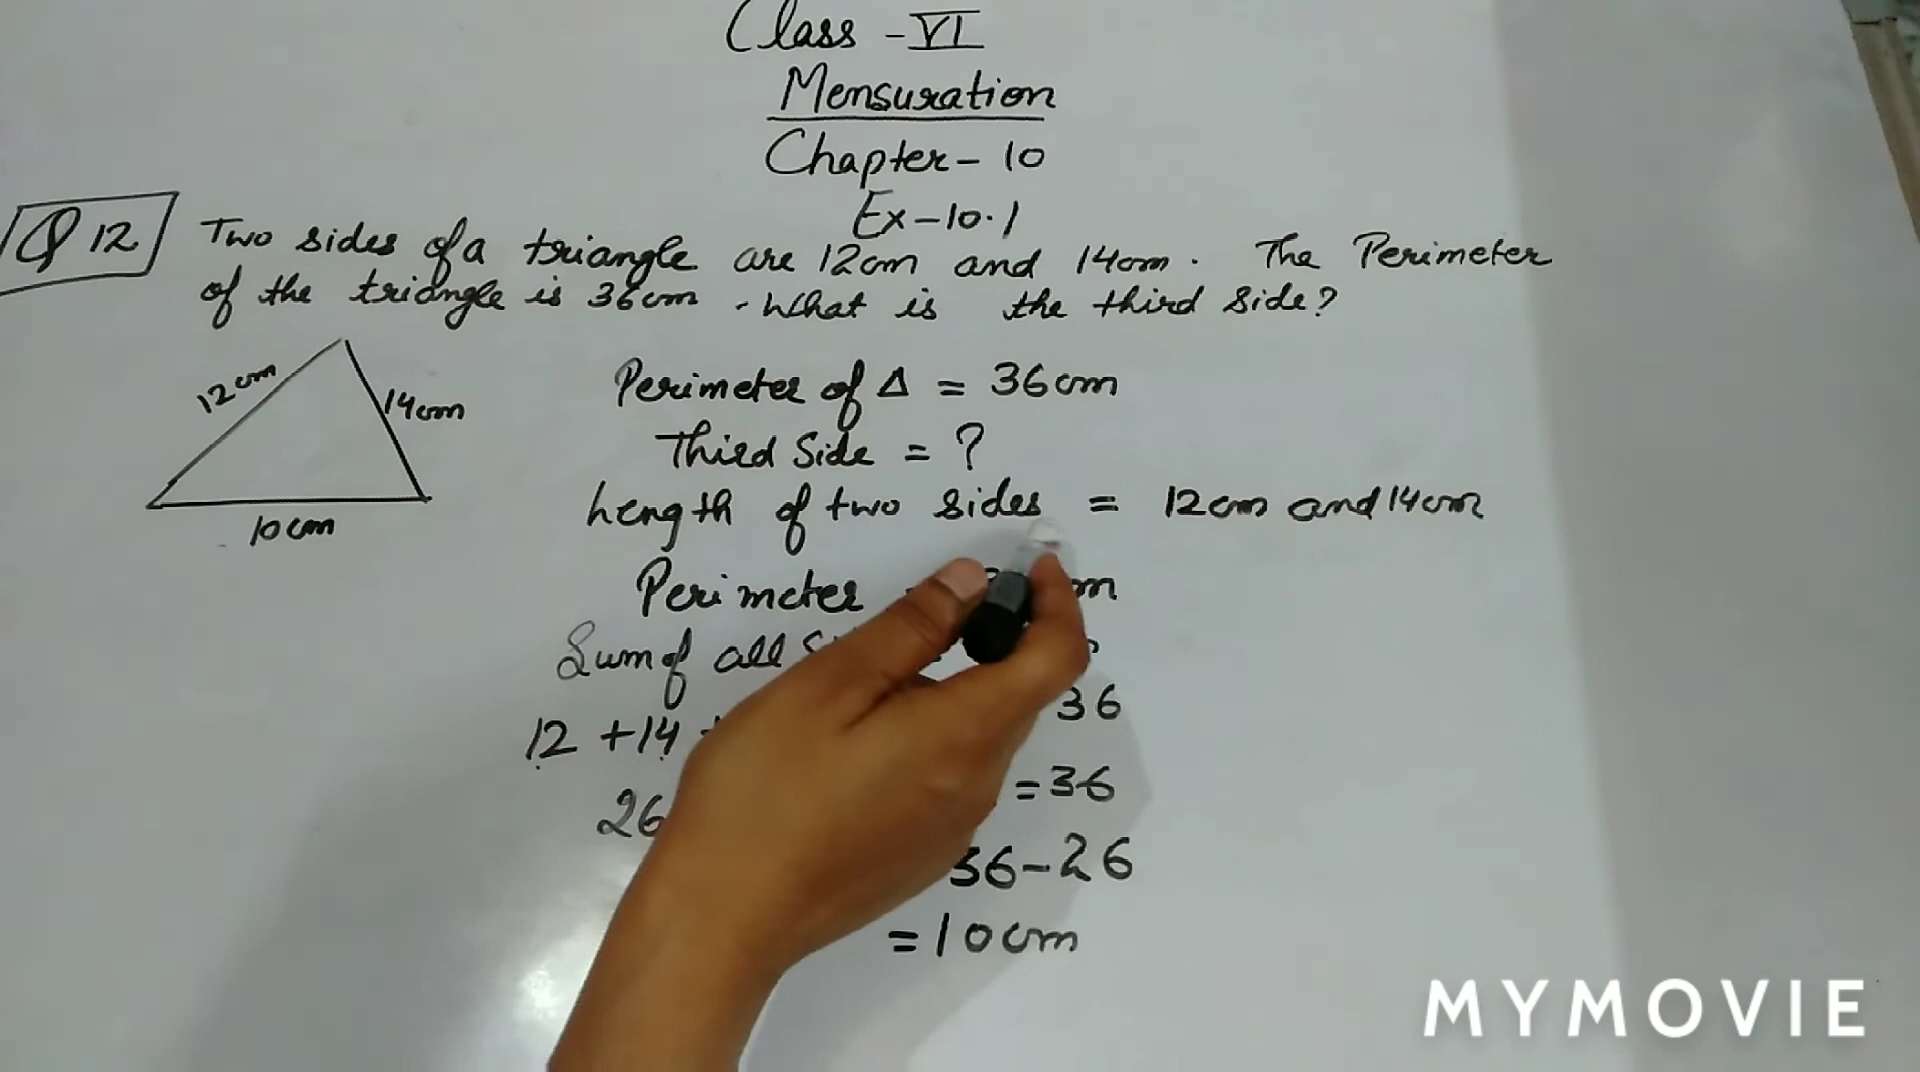 Class - VI
Mensuration
Chapter - 10
Ex - 10.1
Q 12 Two sides of a triangle are 12cm and 14cm. The Perimeter
of the triangle is 36cm. What is the third side?
12cm
14cm
10cm
Perimeter of Δ = 36cm
Third Side = ?
Length of two sides = 12cm and 14cm
Perimeter
Sum of all
12 + 14 + 36
26 = 36
36 - 26
= 10cm
MYMOVIE